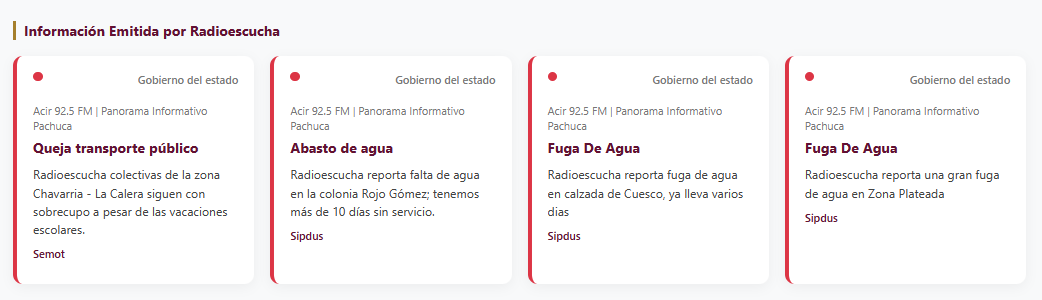 Información Emitida por Radioescucha
Gobierno del estado
Acir 92.5 FM | Panorama Informativo
Pachuca
Queja transporte público
Radioescucha colectivas de la zona
Chavarria - La Calera siguen con
sobrecupo a pesar de las vacaciones
escolares.
Semot
Gobierno del estado
Acir 92.5 FM | Panorama Informativo
Pachuca
Abasto de agua
Radioescucha reporta falta de agua
en la colonia Rojo Gómez; tenemos
más de 10 días sin servicio.
Sipdus
Gobierno del estado
Acir 92.5 FM | Panorama Informativo
Pachuca
Fuga De Agua
Radioescucha reporta fuga de agua
en calzada de Cuesco, ya lleva varios
dias
Sipdus
Gobierno del estado
Acir 92.5 FM | Panorama Informativo
Pachuca
Fuga De Agua
Radioescucha reporta una gran fuga
de agua en Zona Plateada
Sipdus